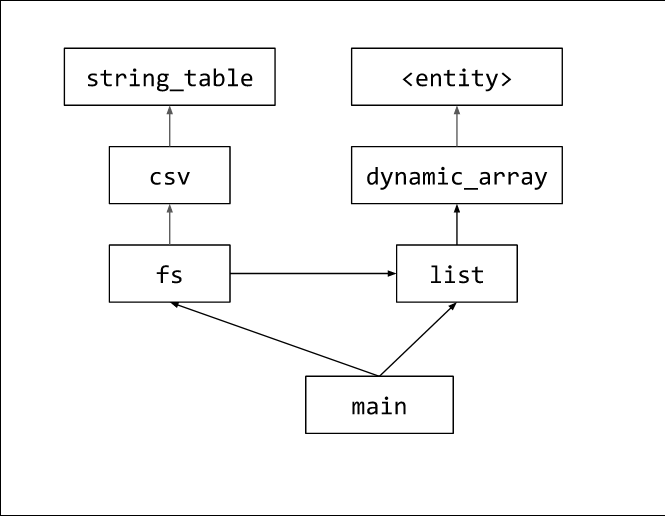 string_table
<entity>
csv
dynamic_array
fs
list
main